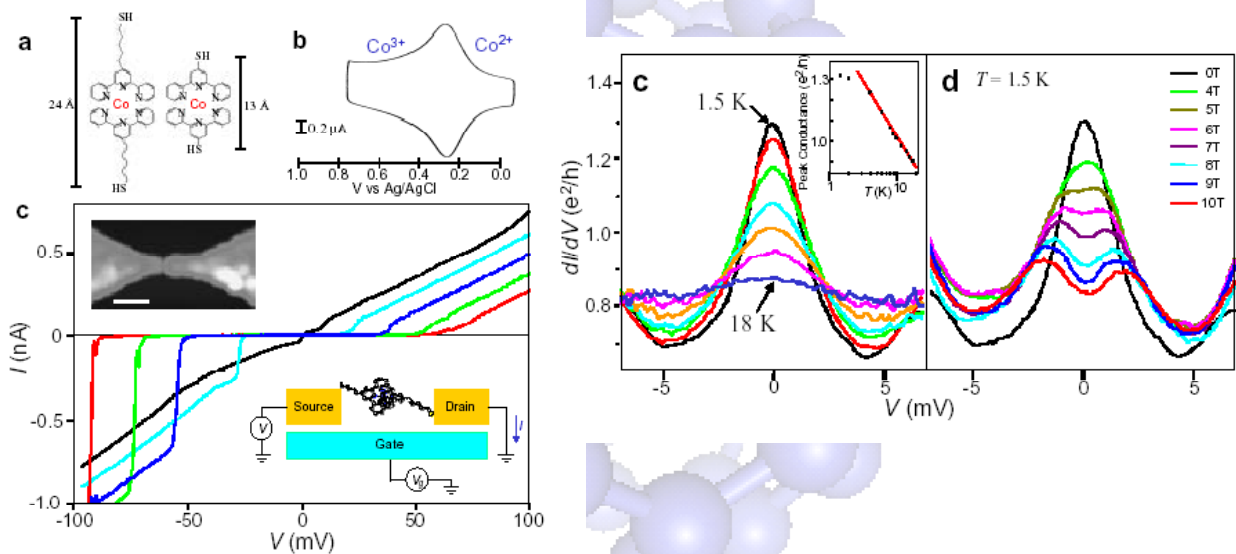 a
SH
24 Å
N N N
Co
N N N
HS
SH
13 Å
N N N
Co
N N N
HS
b
Co3+
Co2+
0.2 µA
1.0 0.8 0.6 0.4 0.2 0.0
V vs Ag/AgCl
c
I (nA)
0.5
0
-0.5
-1.0
-100 -50 0 50 100
V (mV)
Source
Drain
Gate
V
Vg
I
c
dI/dV (e2/h)
1.4
1.2
1.0
0.8
1.5 K
18 K
Peak Conductance (e2/h)
1.3
1.0
1 10
T (K)
-5 0 5
d
T = 1.5 K
0T
4T
5T
6T
7T
8T
9T
10T
-5 0 5
V (mV)